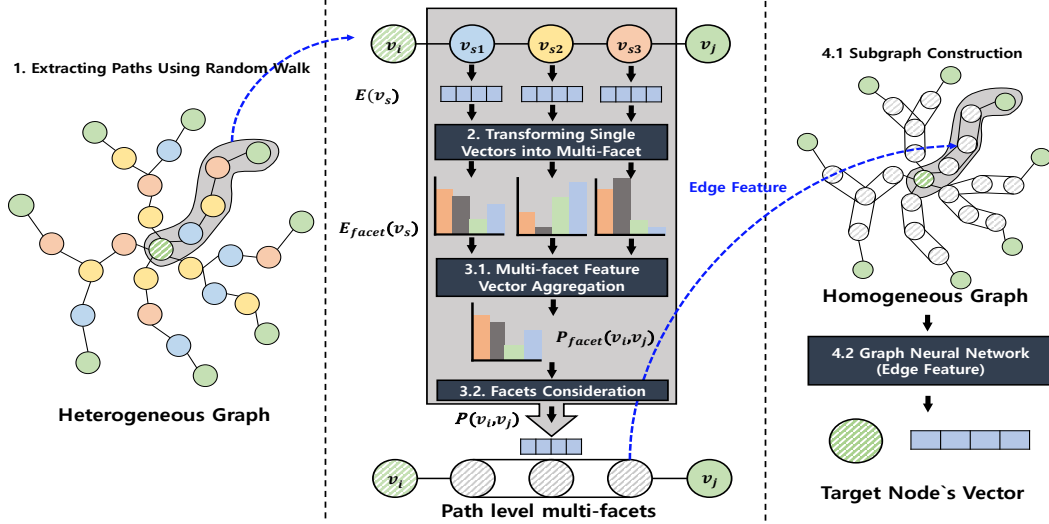 1. Extracting Paths Using Random Walk
Heterogeneous Graph
v_i
v_s1
v_s2
v_s3
v_j
E(v_s)
2. Transforming Single
Vectors into Multi-Facet
E_facet(v_s)
3.1. Multi-facet Feature
Vector Aggregation
P_facet(v_i,v_j)
3.2. Facets Consideration
P(v_i,v_j)
v_i
v_j
Path level multi-facets
Edge Feature
4.1 Subgraph Construction
Homogeneous Graph
4.2 Graph Neural Network
(Edge Feature)
Target Node`s Vector